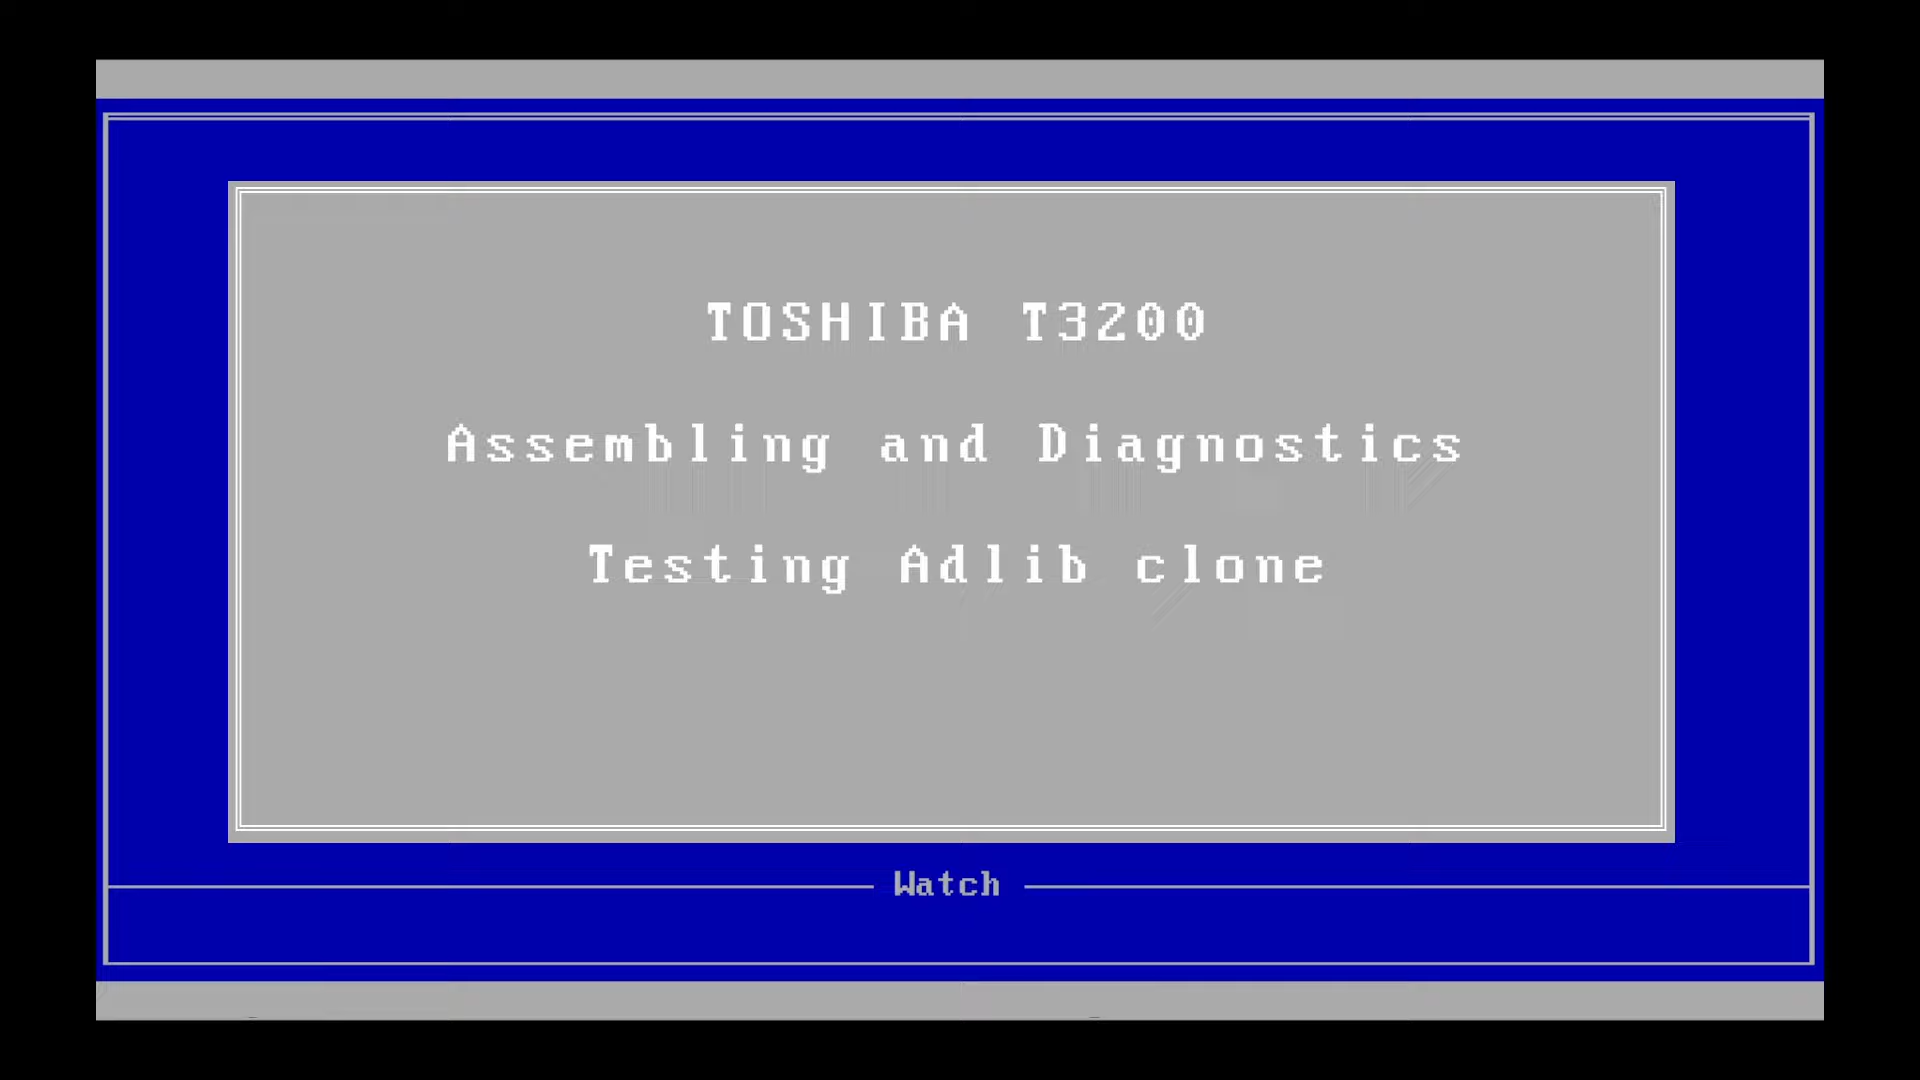 TOSHIBA T3200
Assembling and Diagnostics
Testing Adlib clone
Watch